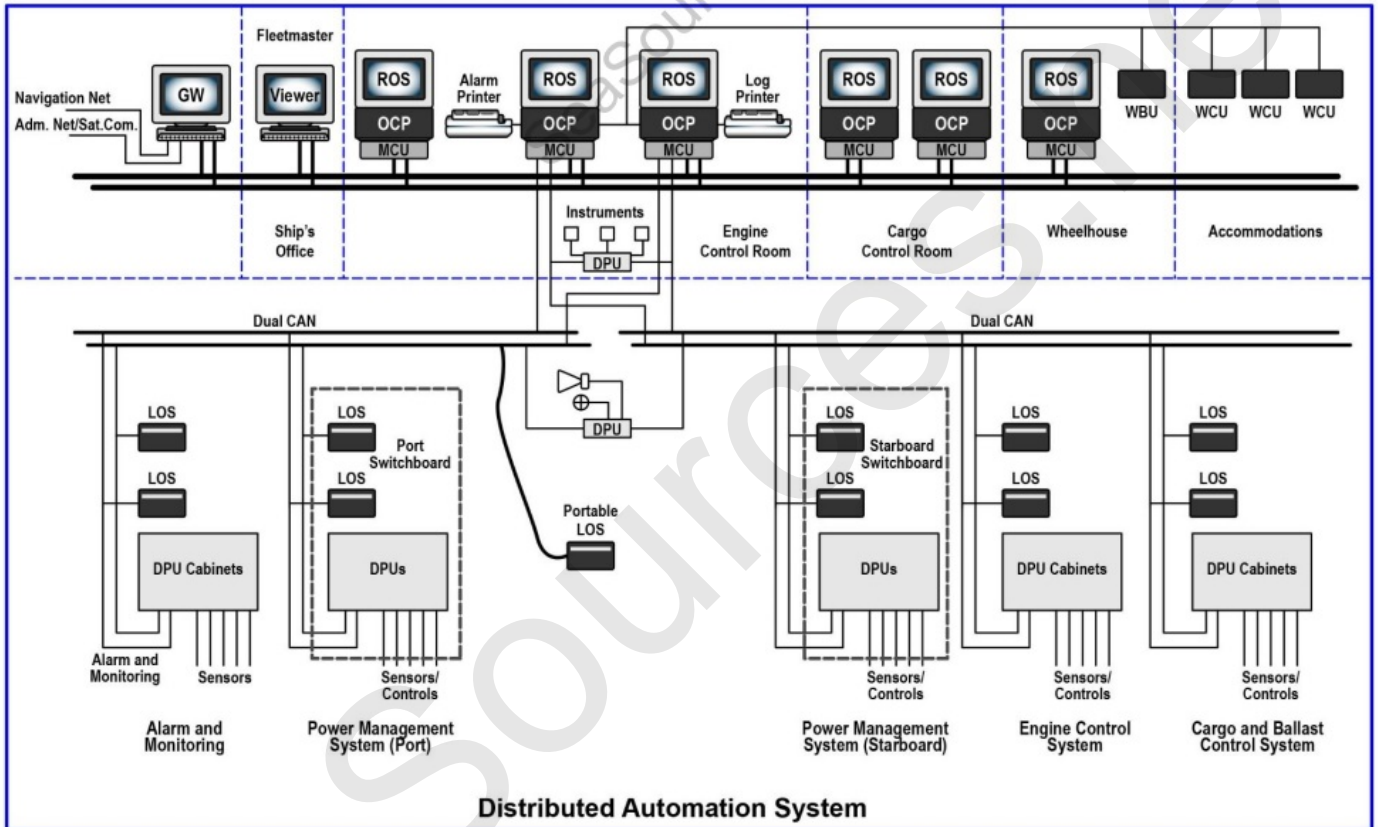 Fleetmaster
GW
Viewer
ROS
OCP
MCU
Alarm
Printer
ROS
OCP
MCU
ROS
OCP
MCU
Log
Printer
ROS
OCP
MCU
ROS
OCP
MCU
ROS
OCP
MCU
WBU
WCU
WCU
WCU
Navigation Net
Adm. Net/Sat.Com.
Ship's
Office
Instruments
DPU
Engine
Control Room
Cargo
Control Room
Wheelhouse
Accommodations
Dual CAN
Dual CAN
DPU
LOS
LOS
DPU Cabinets
Alarm and
Monitoring
Sensors
Alarm and
Monitoring
LOS
Port
Switchboard
LOS
DPUs
Sensors/
Controls
Power Management
System (Port)
Portable
LOS
LOS
Starboard
Switchboard
LOS
DPUs
Sensors/
Controls
Power Management
System (Starboard)
LOS
LOS
DPU Cabinets
Sensors/
Controls
Engine Control
System
LOS
LOS
DPU Cabinets
Sensors/
Controls
Cargo and Ballast
Control System
Distributed Automation System
Sources.ne